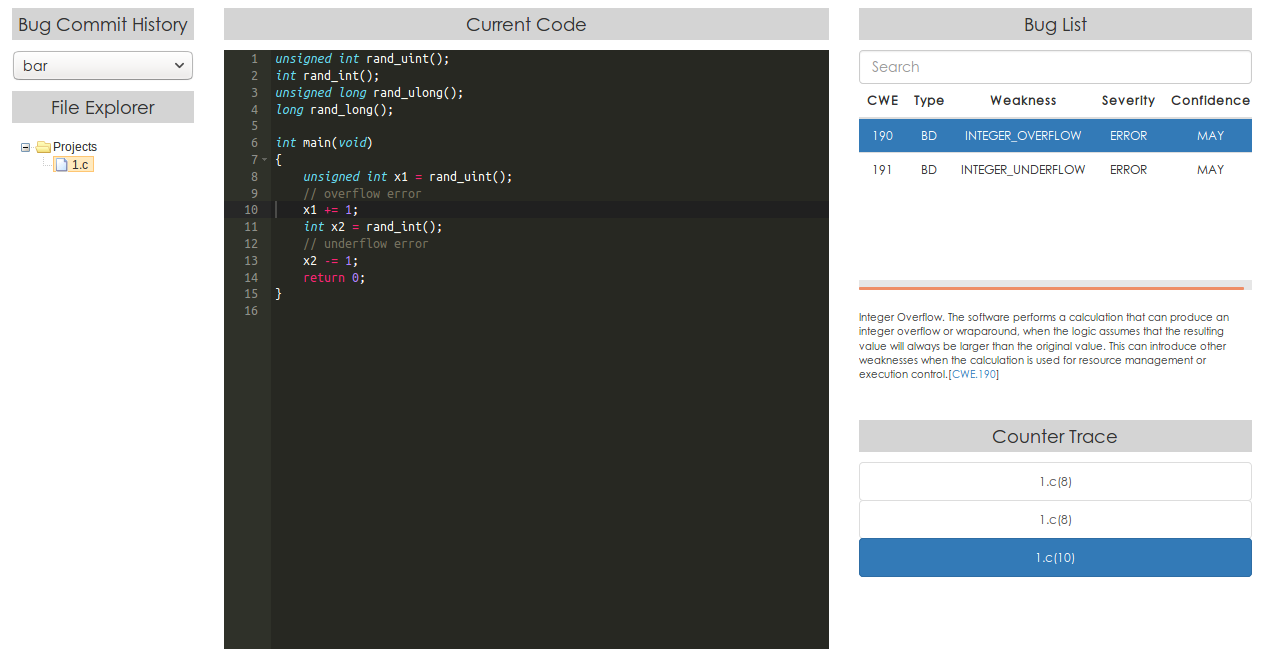 Bug Commit History
bar
File Explorer
Projects
1.c
Current Code
1 unsigned int rand_uint();
2 int rand_int();
3 unsigned long rand_ulong();
4 long rand_long();
5
6 int main(void)
7 {
8     unsigned int x1 = rand_uint();
9     // overflow error
10     x1 += 1;
11     int x2 = rand_int();
12     // underflow error
13     x2 -= 1;
14     return 0;
15 }
16
Bug List
Search
CWE Type Weakness Severity Confidence
190 BD INTEGER_OVERFLOW ERROR MAY
191 BD INTEGER_UNDERFLOW ERROR MAY
Integer Overflow. The software performs a calculation that can produce an
integer overflow or wraparound, when the logic assumes that the resulting
value will always be larger than the original value. This can introduce other
weaknesses when the calculation is used for resource management or
execution control.[CWE.190]
Counter Trace
1.c(8)
1.c(8)
1.c(10)